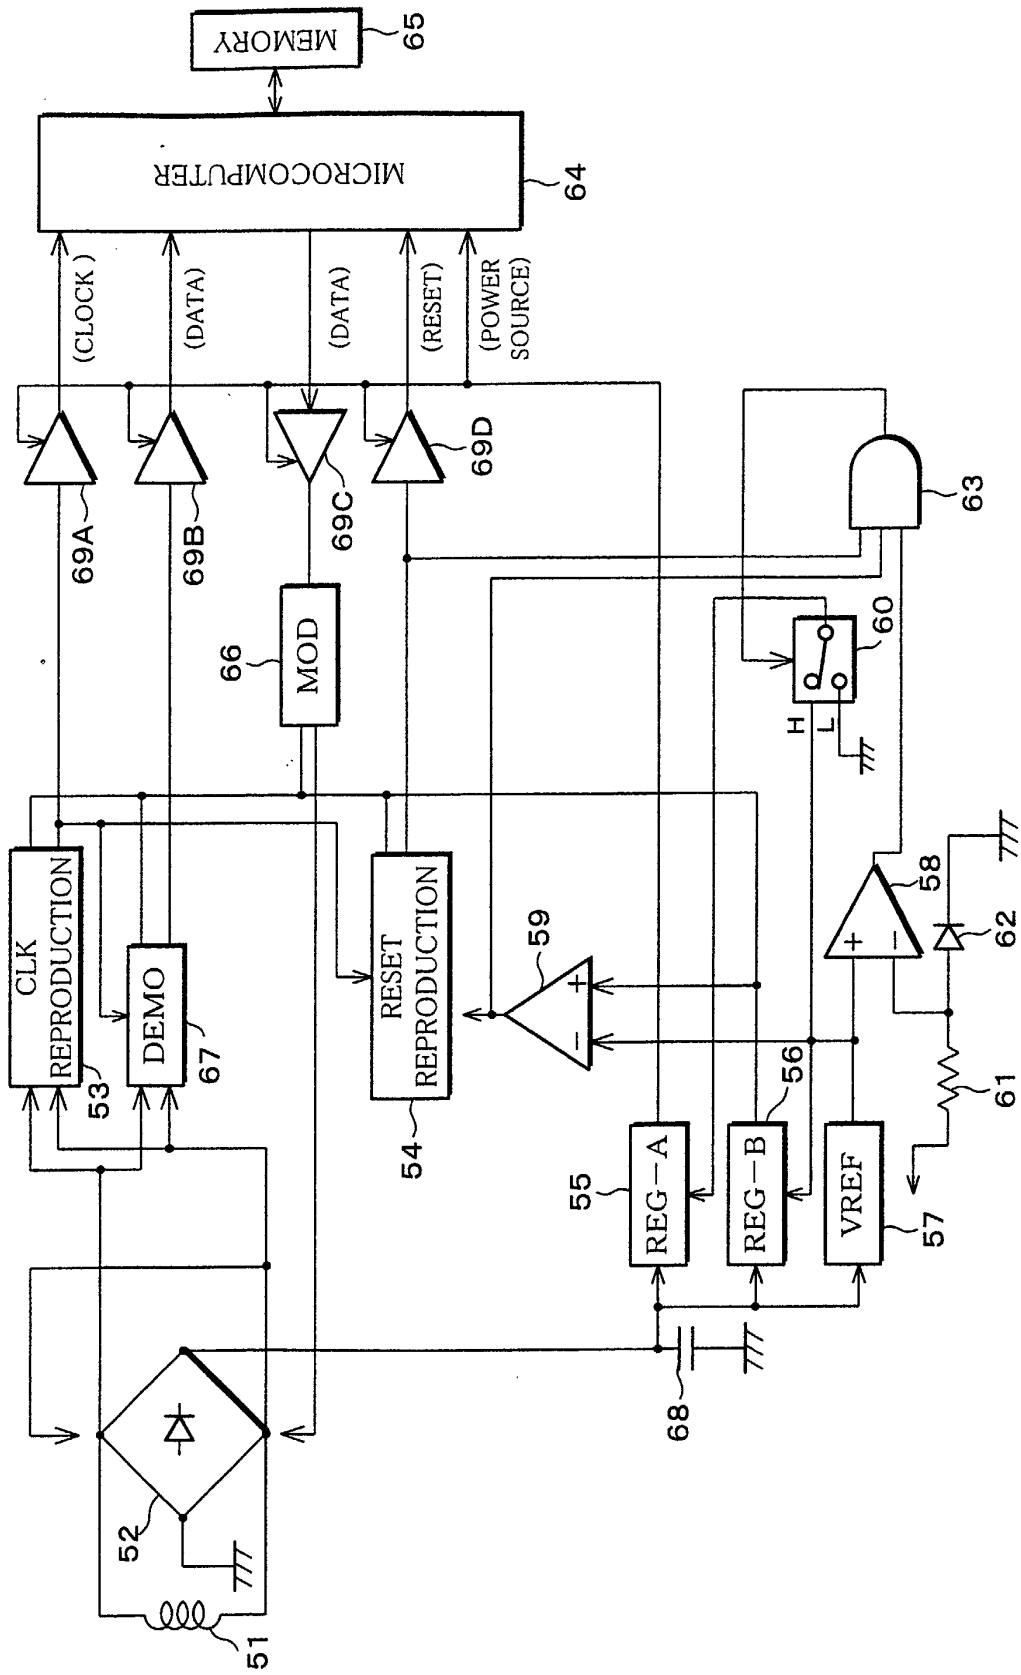 MEMORY
65
MICROCOMPUTER
64
(CLOCK)
(DATA)
(DATA)
(RESET)
(POWER
SOURCE)
69A
69B
69C
69D
63
MOD
66
60
H
L
CLK
REPRODUCTION
53
DEMO
67
RESET
REPRODUCTION
54
59
+
−
58
+
−
62
61
REG−A
55
REG−B
56
VREF
57
68
52
51